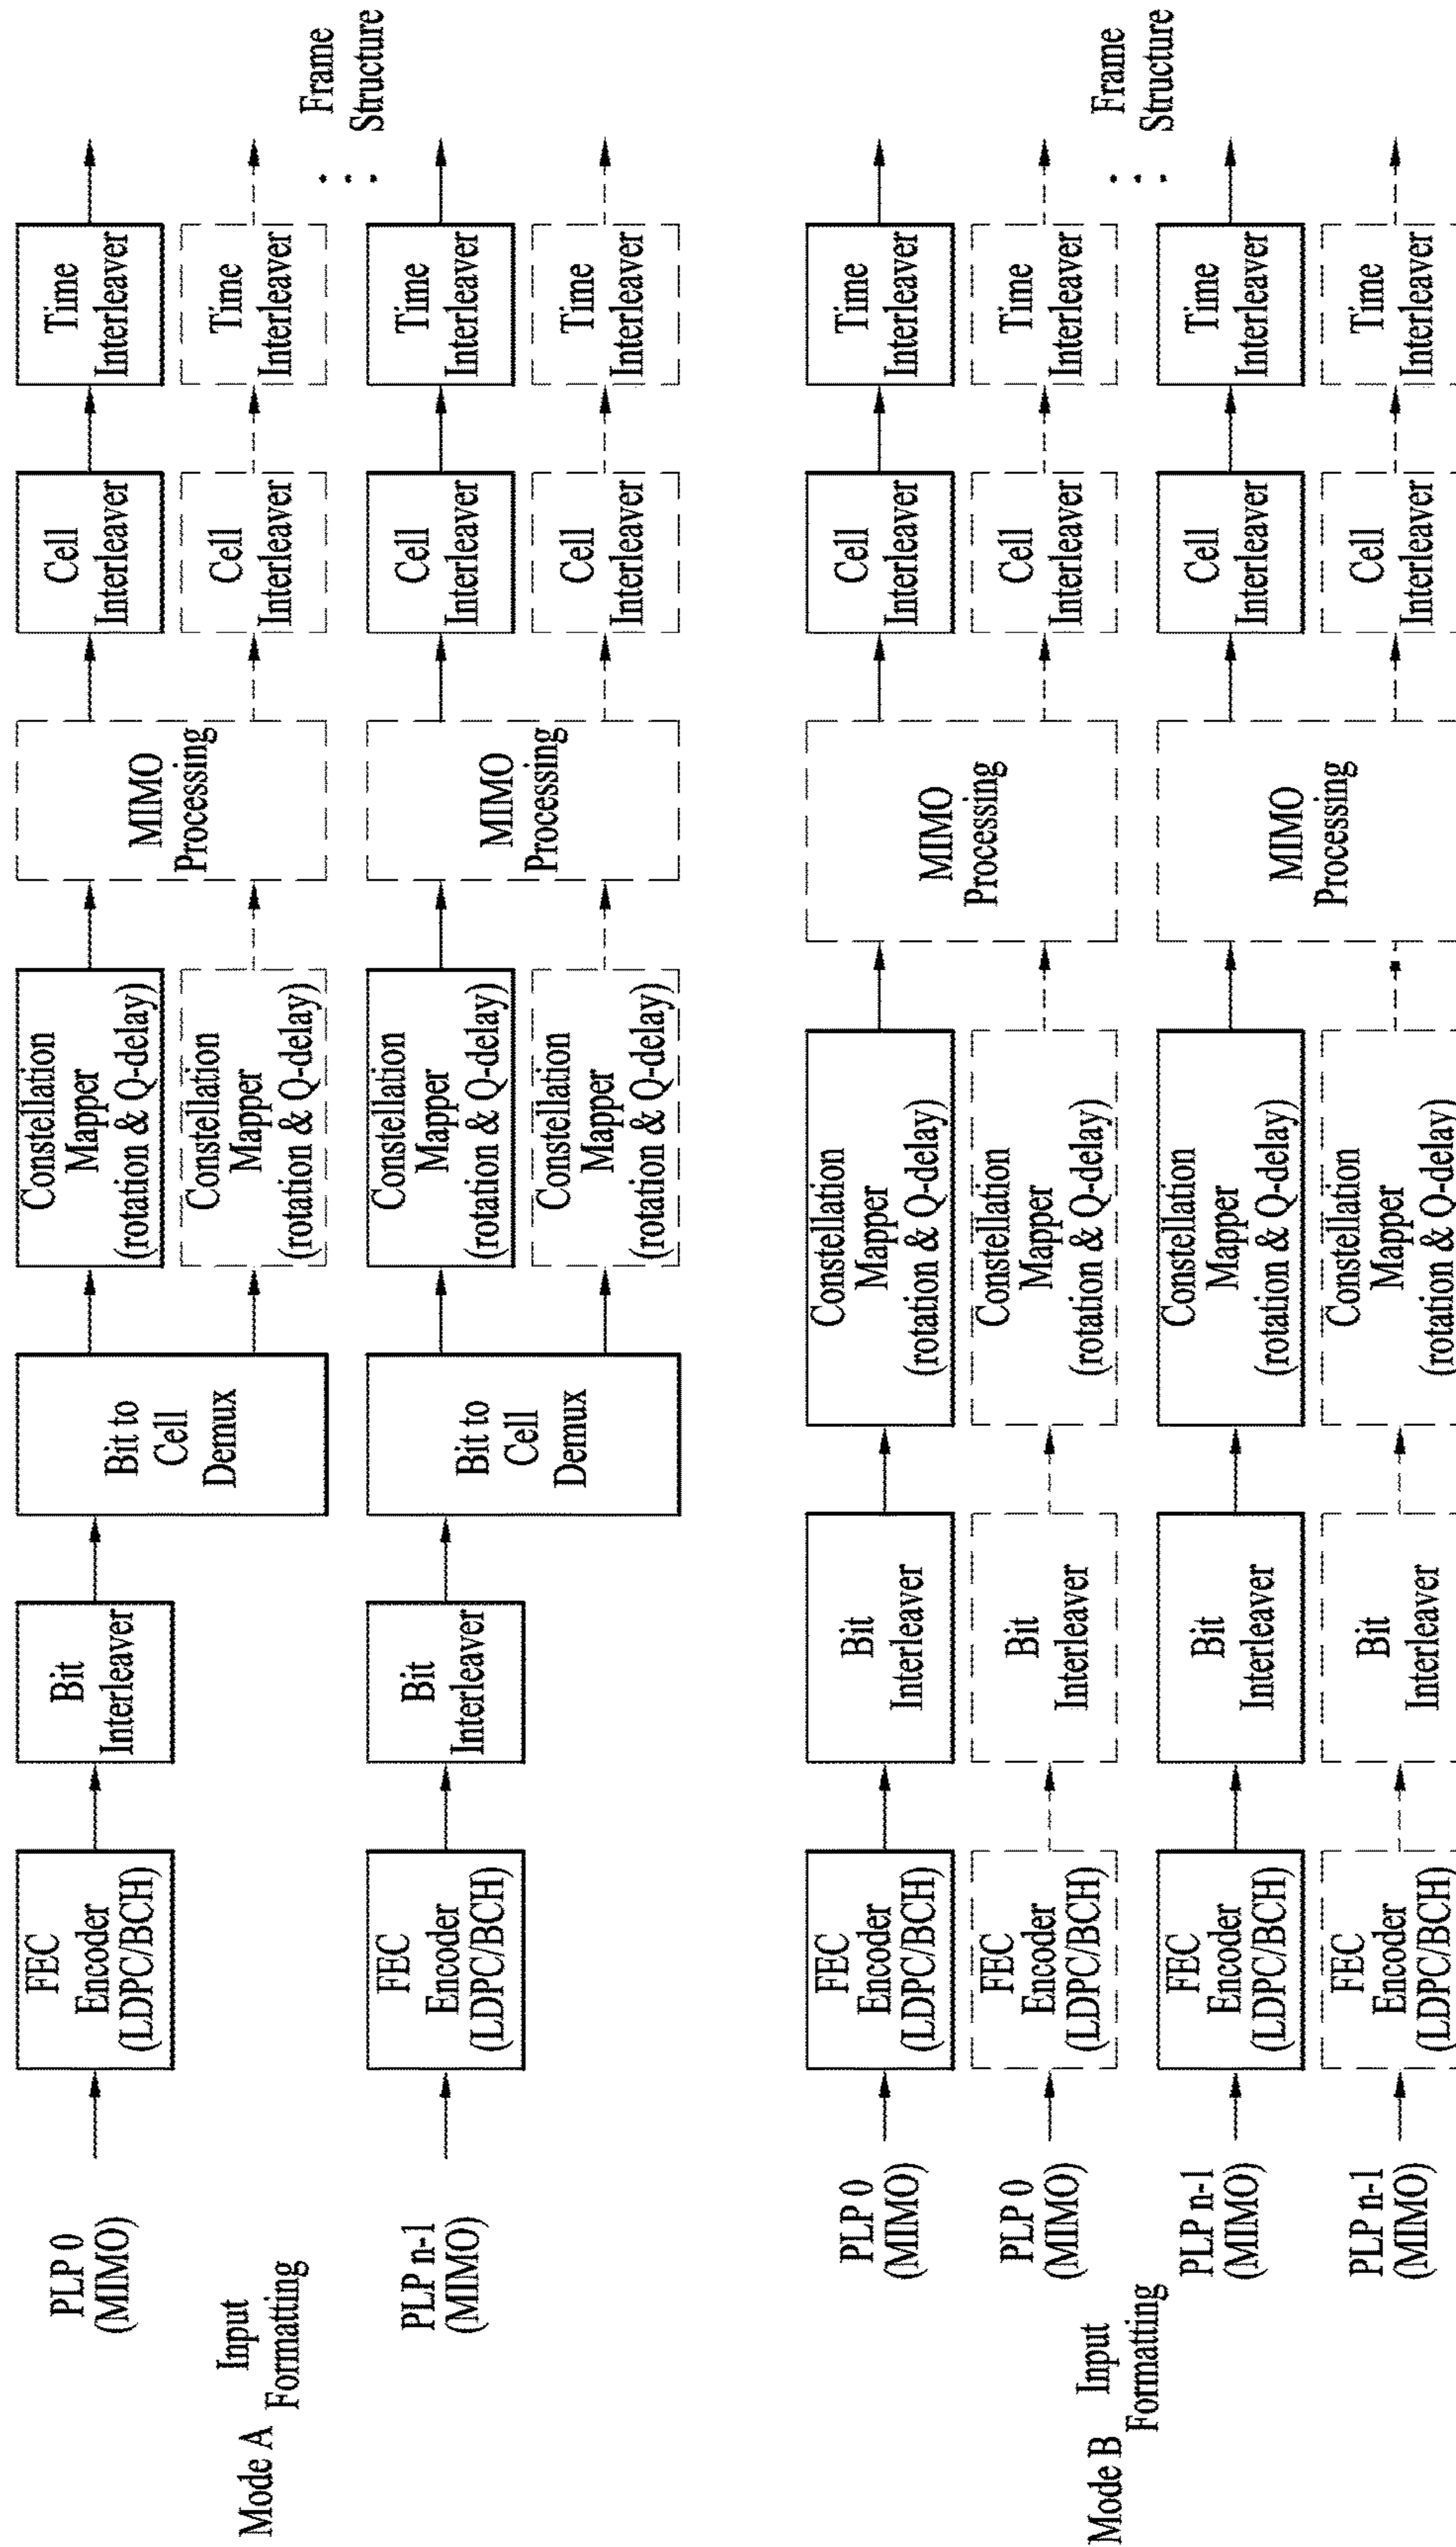 Mode A
Input
Formatting
PLP 0
(MIMO)
FEC
Encoder
(LDPC/BCH)
Bit
Interleaver
Bit to
Cell
Demux
Constellation
Mapper
(rotation & Q-delay)
Constellation
Mapper
(rotation & Q-delay)
MIMO
Processing
Cell
Interleaver
Cell
Interleaver
Time
Interleaver
Time
Interleaver
Frame
Structure
PLP n-1
(MIMO)
FEC
Encoder
(LDPC/BCH)
Bit
Interleaver
Bit to
Cell
Demux
Constellation
Mapper
(rotation & Q-delay)
Constellation
Mapper
(rotation & Q-delay)
MIMO
Processing
Cell
Interleaver
Cell
Interleaver
Time
Interleaver
Time
Interleaver
Mode B
Input
Formatting
PLP 0
(MIMO)
FEC
Encoder
(LDPC/BCH)
Bit
Interleaver
Constellation
Mapper
(rotation & Q-delay)
PLP 0
(MIMO)
FEC
Encoder
(LDPC/BCH)
Bit
Interleaver
Constellation
Mapper
(rotation & Q-delay)
MIMO
Processing
Cell
Interleaver
Cell
Interleaver
Time
Interleaver
Time
Interleaver
Frame
Structure
PLP n-1
(MIMO)
FEC
Encoder
(LDPC/BCH)
Bit
Interleaver
Constellation
Mapper
(rotation & Q-delay)
PLP n-1
(MIMO)
FEC
Encoder
(LDPC/BCH)
Bit
Interleaver
Constellation
Mapper
(rotation & Q-delay)
MIMO
Processing
Cell
Interleaver
Cell
Interleaver
Time
Interleaver
Time
Interleaver